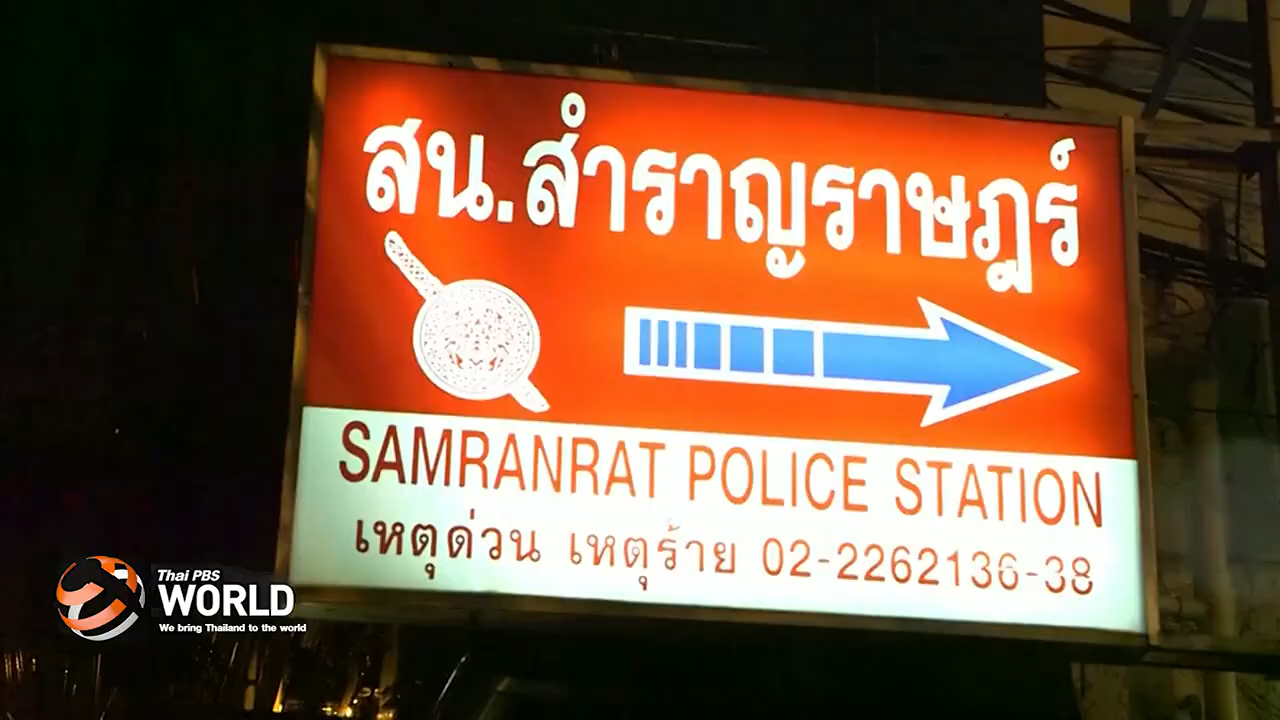 สน.สำราญราษฎร์
SAMRANRAT POLICE STATION
เหตุด่วน เหตุร้าย 02-2262136-38
Thai PBS
WORLD
We bring Thailand to the world